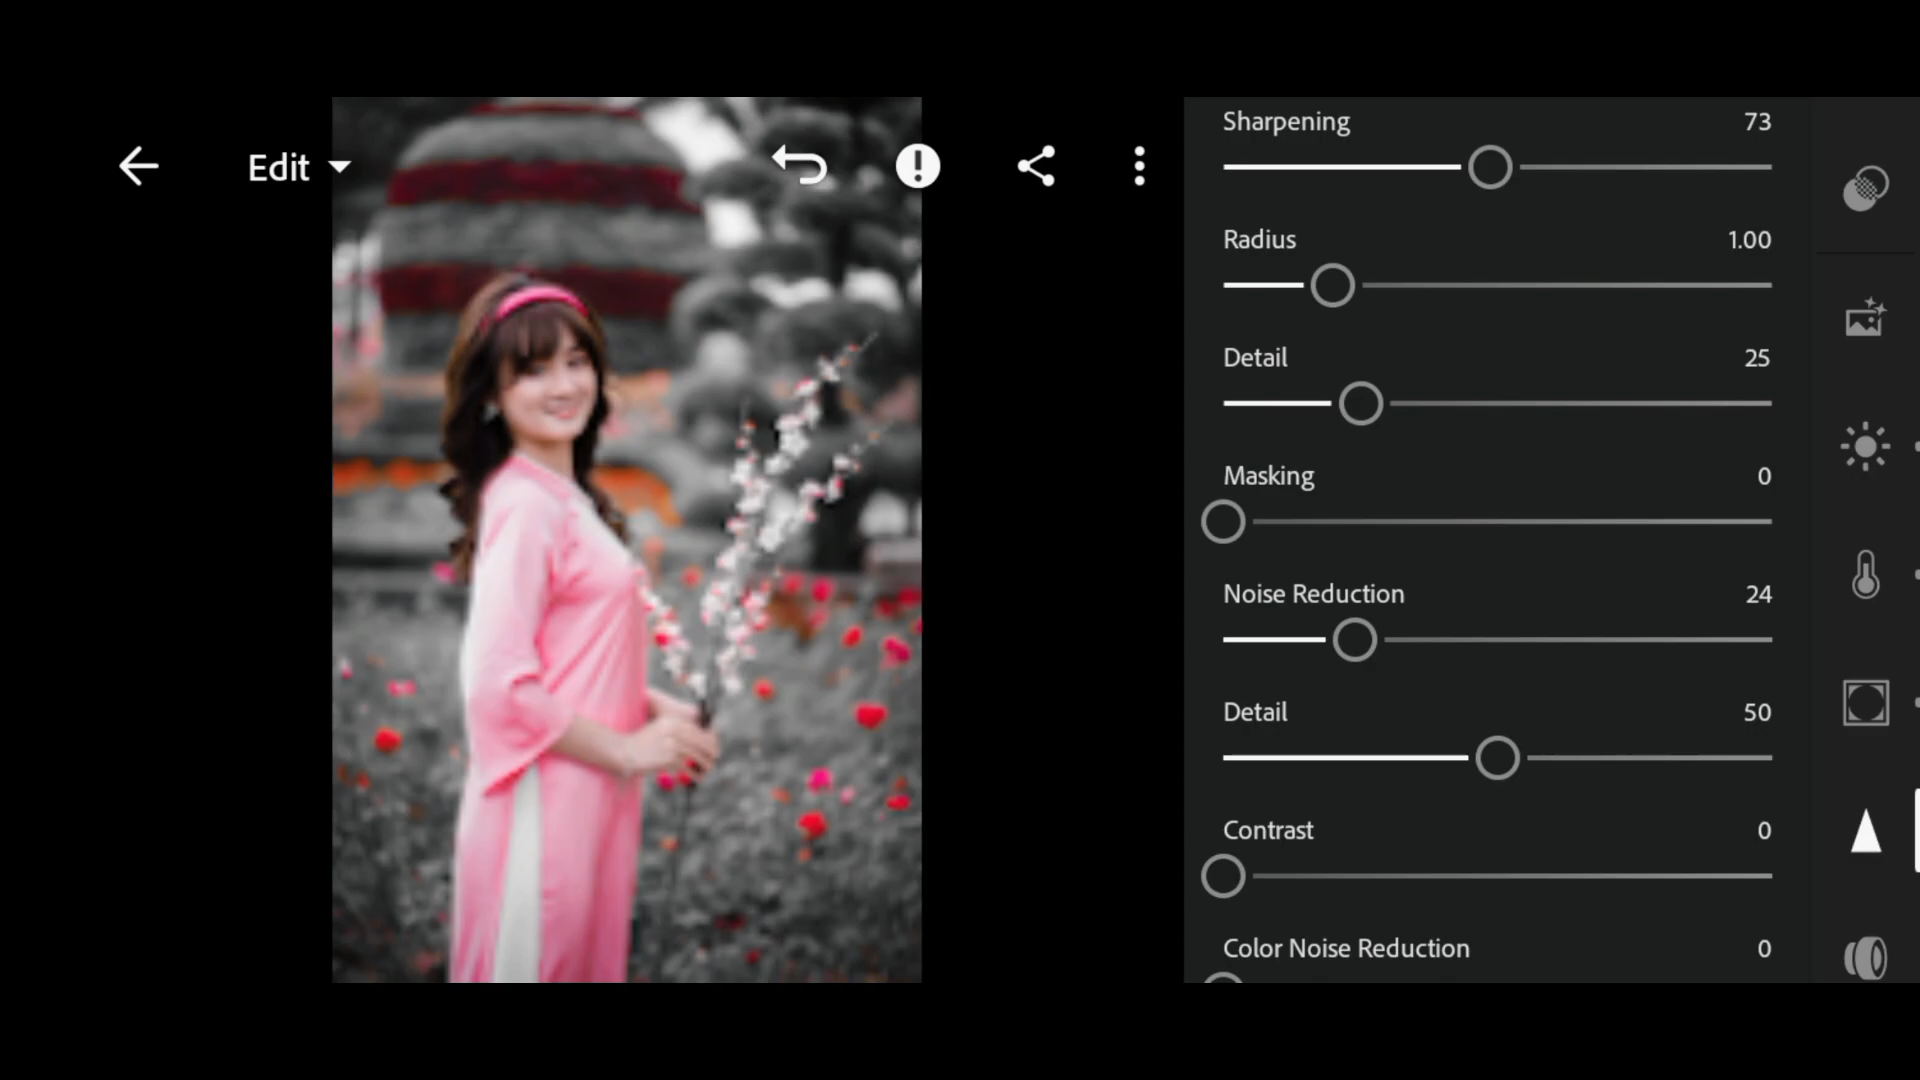 Edit
Sharpening 73
Radius 1.00
Detail 25
Masking 0
Noise Reduction 24
Detail 50
Contrast 0
Color Noise Reduction 0